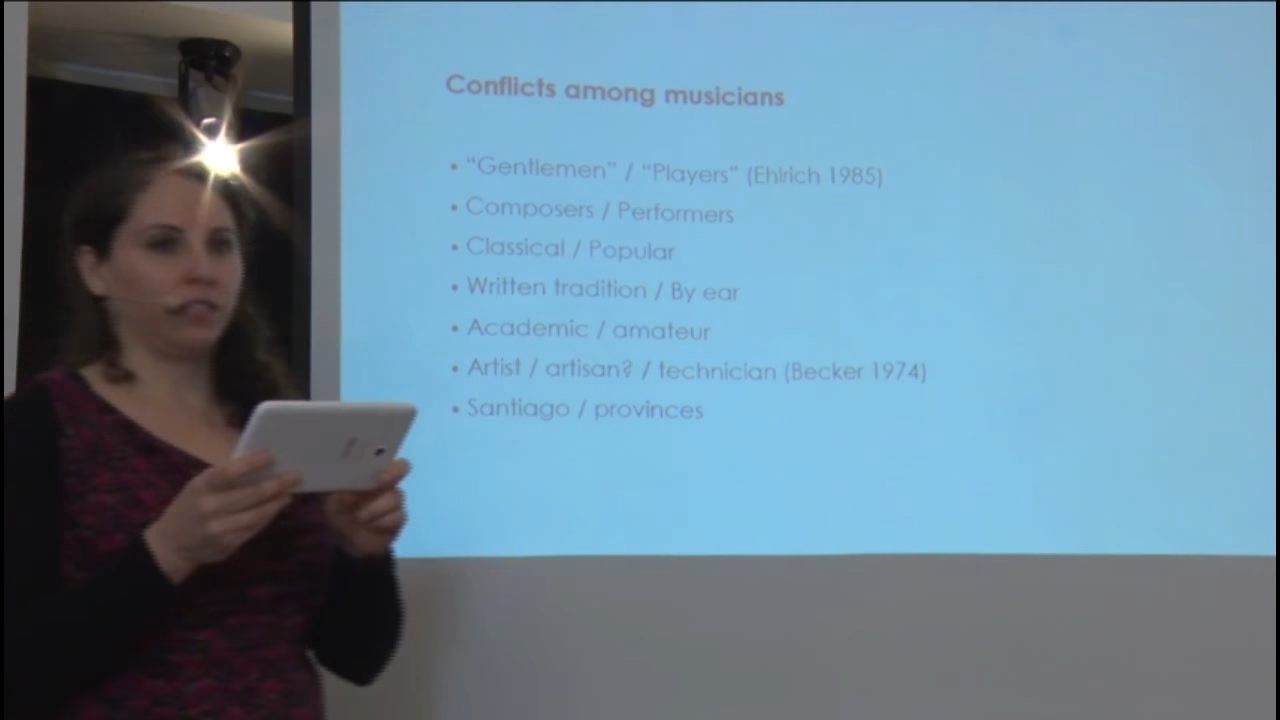 Conflicts among musicians
• “Gentlemen” / “Players” (Ehlrich 1985)
• Composers / Performers
• Classical / Popular
• Written tradition / By ear
• Academic / amateur
• Artist / artisan? / technician (Becker 1974)
• Santiago / provinces